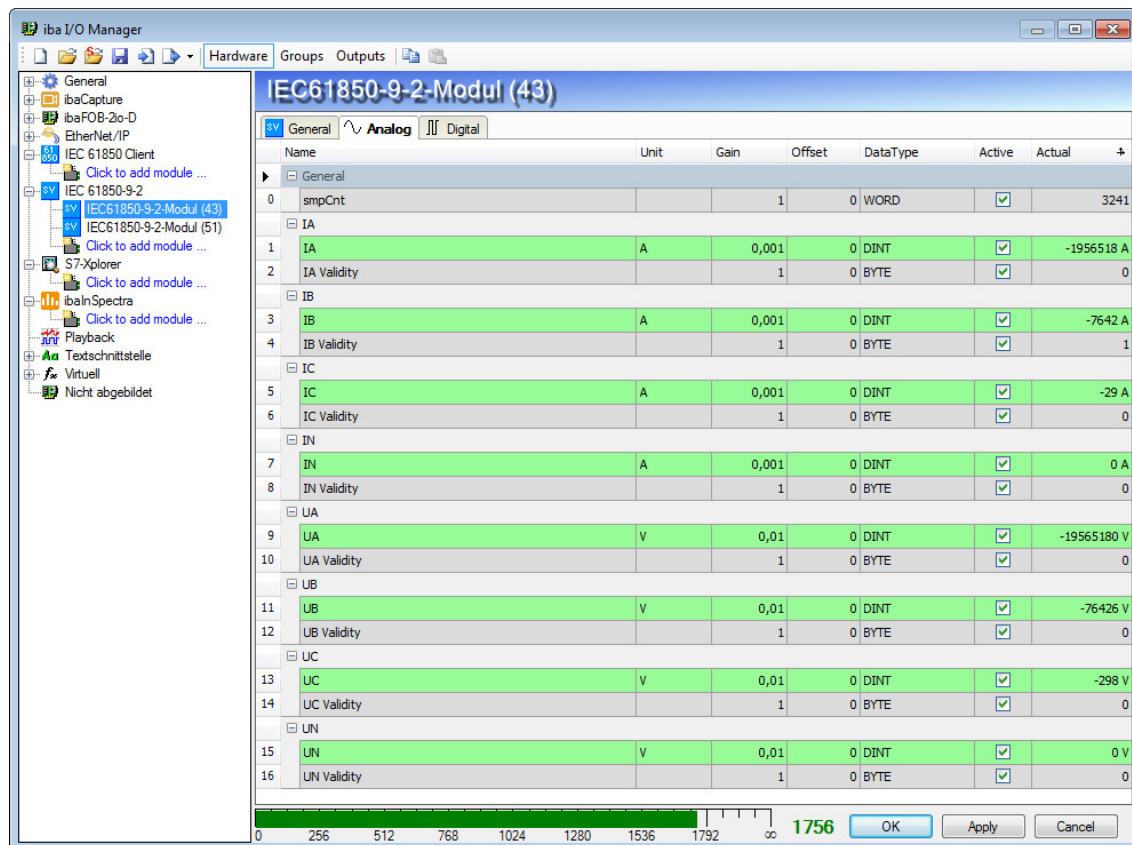 iba I/O Manager
Hardware Groups Outputs
General
ibaCapture
ibaFOB-2io-D
EtherNet/IP
IEC 61850 Client
Click to add module ...
IEC 61850-9-2
IEC61850-9-2-Modul (43)
IEC61850-9-2-Modul (51)
Click to add module ...
S7-Xplorer
Click to add module ...
ibaInSpectra
Click to add module ...
Playback
Textschnittstelle
Virtuell
Nicht abgebildet
IEC61850-9-2-Modul (43)
SV General Analog Digital
Name Unit Gain Offset DataType Active Actual
General
0 smpCnt 1 0 WORD 3241
IA
1 IA A 0,001 0 DINT -1956518 A
2 IA Validity 1 0 BYTE 0
IB
3 IB A 0,001 0 DINT -7642 A
4 IB Validity 1 0 BYTE 1
IC
5 IC A 0,001 0 DINT -29 A
6 IC Validity 1 0 BYTE 0
IN
7 IN A 0,001 0 DINT 0 A
8 IN Validity 1 0 BYTE 0
UA
9 UA V 0,01 0 DINT -19565180 V
10 UA Validity 1 0 BYTE 0
UB
11 UB V 0,01 0 DINT -76426 V
12 UB Validity 1 0 BYTE 0
UC
13 UC V 0,01 0 DINT -298 V
14 UC Validity 1 0 BYTE 0
UN
15 UN V 0,01 0 DINT 0 V
16 UN Validity 1 0 BYTE 0
0 256 512 768 1024 1280 1536 1792 ∞ 1756 OK Apply Cancel